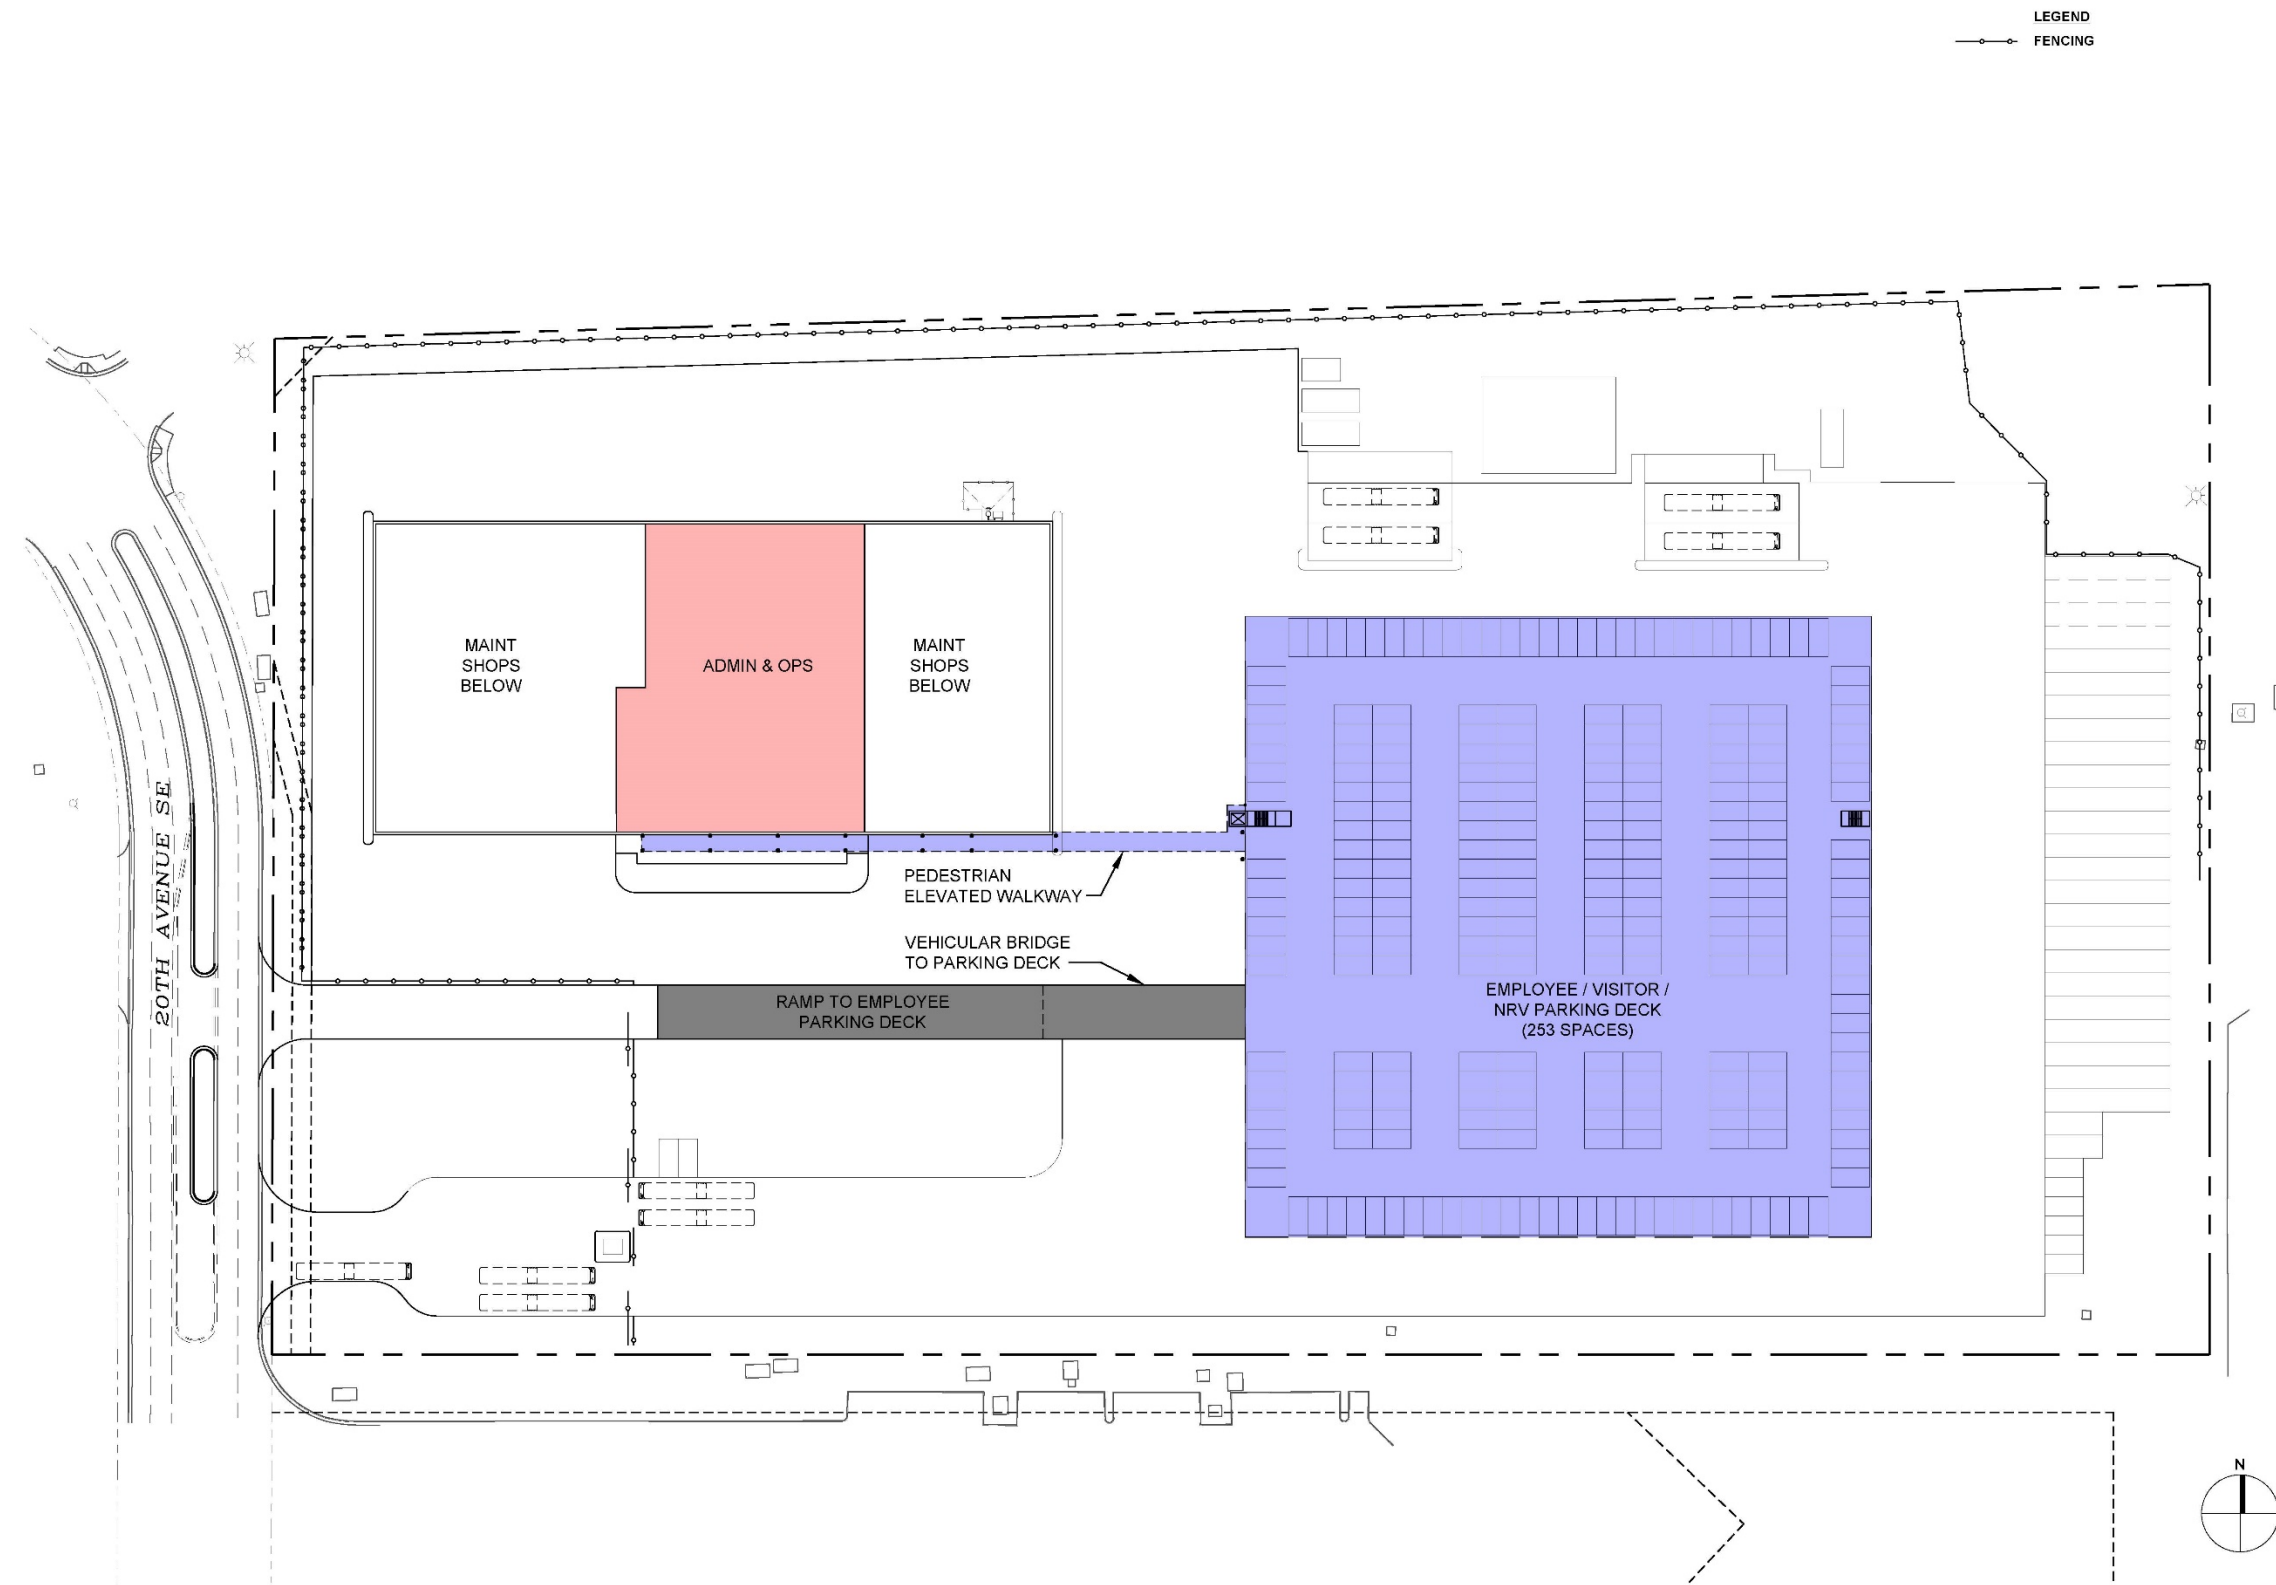 LEGEND
FENCING
MAINT
SHOPS
BELOW
ADMIN & OPS
MAINT
SHOPS
BELOW
20TH AVENUE SE
PEDESTRIAN
ELEVATED WALKWAY
VEHICULAR BRIDGE
TO PARKING DECK
RAMP TO EMPLOYEE
PARKING DECK
EMPLOYEE / VISITOR /
NRV PARKING DECK
(253 SPACES)
N